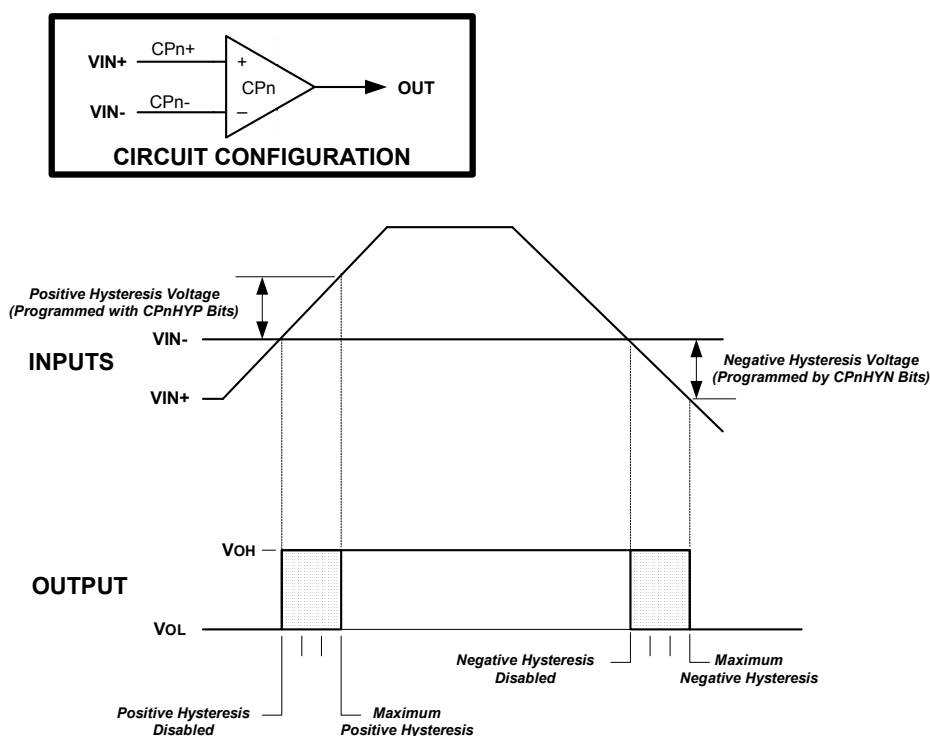 VIN+
CPn+
+
CPn
OUT
VIN-
CPn-
_
CIRCUIT CONFIGURATION
Positive Hysteresis Voltage
(Programmed with CPnHYP Bits)
VIN-
INPUTS
Negative Hysteresis Voltage
(Programmed by CPnHYN Bits)
VIN+
VOH
OUTPUT
VOL
Negative Hysteresis
Disabled
Maximum
Negative Hysteresis
Positive Hysteresis
Disabled
Maximum
Positive Hysteresis